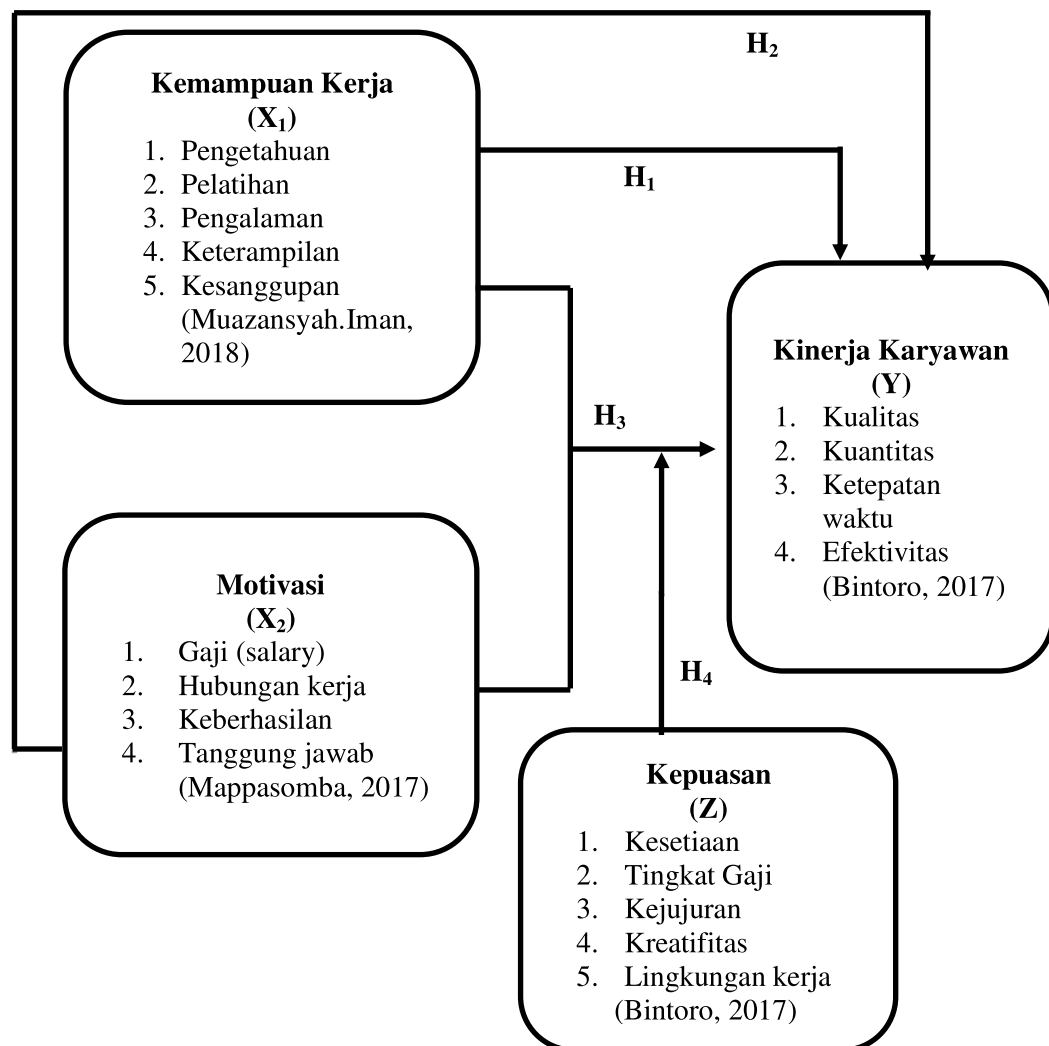 H₂
Kemampuan Kerja
(X₁)
1. Pengetahuan
2. Pelatihan
3. Pengalaman
4. Keterampilan
5. Kesanggupan
(Muazansyah.Iman,
2018)
H₁
Kinerja Karyawan
(Y)
1. Kualitas
2. Kuantitas
3. Ketepatan
waktu
4. Efektivitas
(Bintoro, 2017)
H₃
Motivasi
(X₂)
1. Gaji (salary)
2. Hubungan kerja
3. Keberhasilan
4. Tanggung jawab
(Mappasomba, 2017)
H₄
Kepuasan
(Z)
1. Kesetiaan
2. Tingkat Gaji
3. Kejujuran
4. Kreatifitas
5. Lingkungan kerja
(Bintoro, 2017)